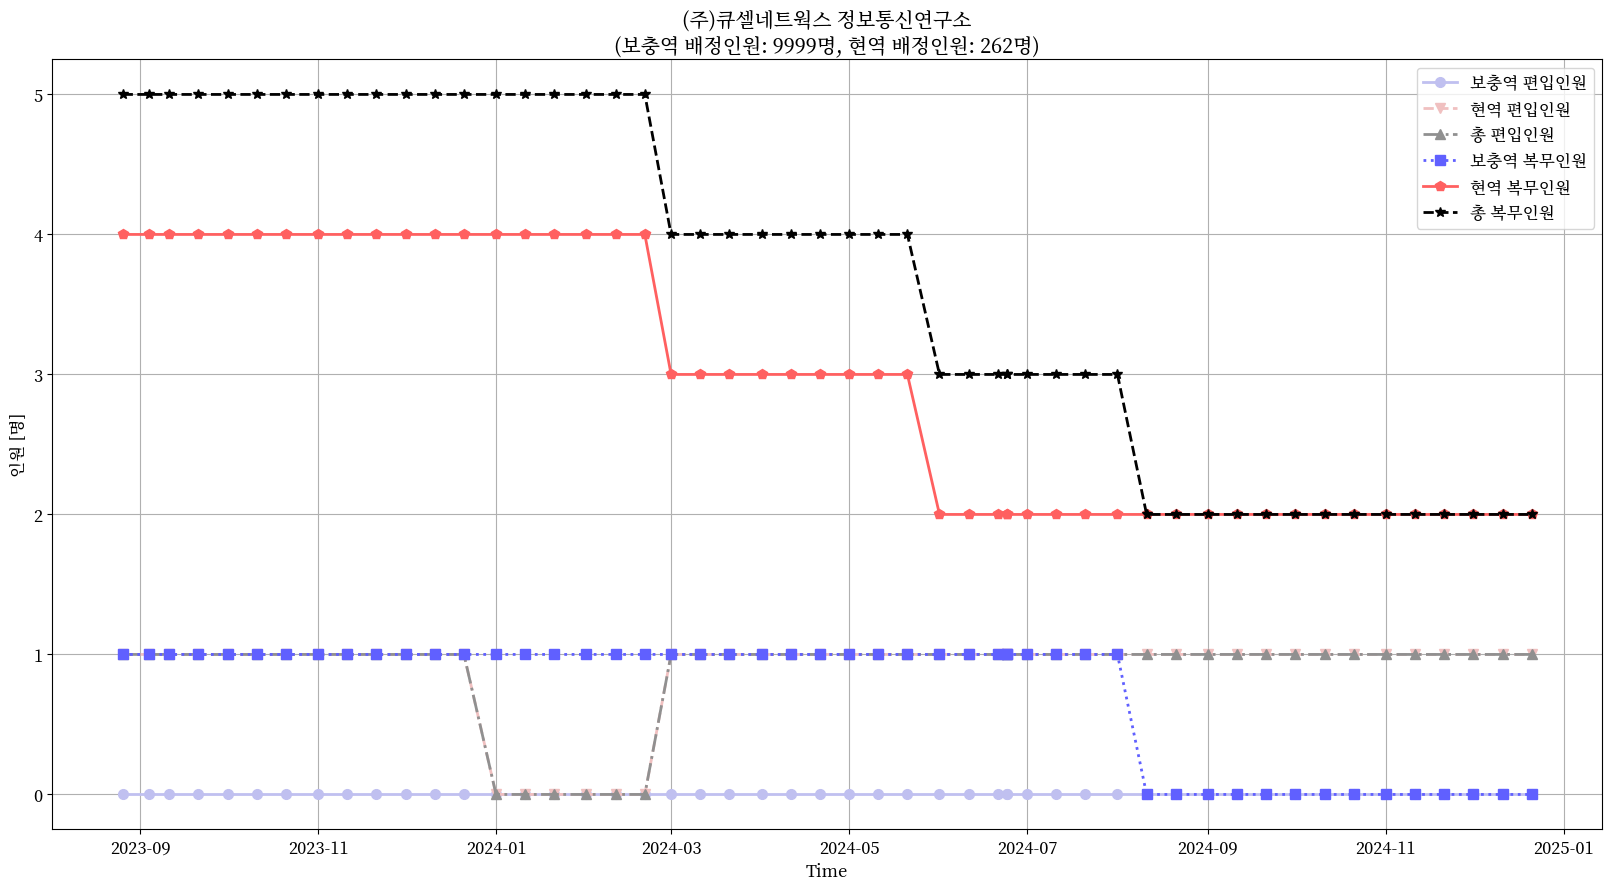 (주)큐셀네트웍스 정보통신연구소
(보충역 배정인원: 9999명, 현역 배정인원: 262명)
보충역 편입인원
현역 편입인원
총 편입인원
보충역 복무인원
현역 복무인원
총 복무인원
인원 [명]
5
4
3
2
1
0
2023-09 2023-11 2024-01 2024-03 2024-05 2024-07 2024-09 2024-11 2025-01
Time